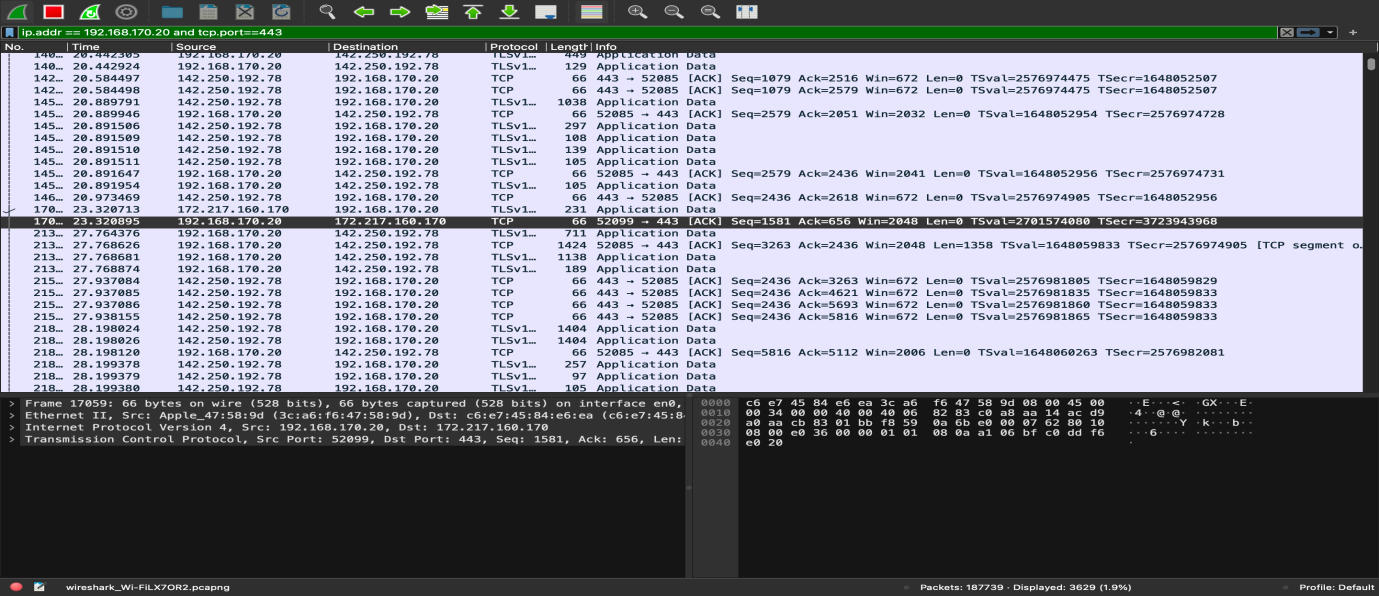 ip.addr == 192.168.170.20 and tcp.port==443
No. Time Source Destination Protocol Length Info
140… 20.442305 192.168.170.20 142.250.192.78 TLSv1… 449 Application Data
140… 20.442924 192.168.170.20 142.250.192.78 TLSv1… 129 Application Data
142… 20.584497 142.250.192.78 192.168.170.20 TCP 66 443 → 52085 [ACK] Seq=1079 Ack=2516 Win=672 Len=0 TSval=2576974475 TSecr=1648052507
142… 20.584498 142.250.192.78 192.168.170.20 TCP 66 443 → 52085 [ACK] Seq=1079 Ack=2579 Win=672 Len=0 TSval=2576974475 TSecr=1648052507
145… 20.889791 142.250.192.78 192.168.170.20 TLSv1… 1038 Application Data
145… 20.889946 192.168.170.20 142.250.192.78 TCP 66 52085 → 443 [ACK] Seq=2579 Ack=2051 Win=2032 Len=0 TSval=1648052954 TSecr=2576974728
145… 20.891506 142.250.192.78 192.168.170.20 TLSv1… 297 Application Data
145… 20.891509 142.250.192.78 192.168.170.20 TLSv1… 108 Application Data
145… 20.891510 142.250.192.78 192.168.170.20 TLSv1… 139 Application Data
145… 20.891511 142.250.192.78 192.168.170.20 TLSv1… 105 Application Data
145… 20.891647 192.168.170.20 142.250.192.78 TCP 66 52085 → 443 [ACK] Seq=2579 Ack=2436 Win=2041 Len=0 TSval=1648052956 TSecr=2576974731
145… 20.891954 192.168.170.20 142.250.192.78 TLSv1… 105 Application Data
146… 20.973469 142.250.192.78 192.168.170.20 TCP 66 443 → 52085 [ACK] Seq=2436 Ack=2618 Win=672 Len=0 TSval=2576974905 TSecr=1648052956
170… 23.320713 172.217.160.170 192.168.170.20 TLSv1… 231 Application Data
170… 23.320895 192.168.170.20 172.217.160.170 TCP 66 52099 → 443 [ACK] Seq=1581 Ack=656 Win=2048 Len=0 TSval=2701574080 TSecr=3723943968
213… 27.764376 192.168.170.20 142.250.192.78 TLSv1… 711 Application Data
213… 27.768626 192.168.170.20 142.250.192.78 TCP 1424 52085 → 443 [ACK] Seq=3263 Ack=2436 Win=2048 Len=1358 TSval=1648059833 TSecr=2576974905 [TCP segment o…
213… 27.768681 192.168.170.20 142.250.192.78 TLSv1… 1138 Application Data
213… 27.768874 192.168.170.20 142.250.192.78 TLSv1… 189 Application Data
215… 27.937084 142.250.192.78 192.168.170.20 TCP 66 443 → 52085 [ACK] Seq=2436 Ack=3263 Win=672 Len=0 TSval=2576981805 TSecr=1648059829
215… 27.937085 142.250.192.78 192.168.170.20 TCP 66 443 → 52085 [ACK] Seq=2436 Ack=4621 Win=672 Len=0 TSval=2576981835 TSecr=1648059833
215… 27.937086 142.250.192.78 192.168.170.20 TCP 66 443 → 52085 [ACK] Seq=2436 Ack=5693 Win=672 Len=0 TSval=2576981860 TSecr=1648059833
215… 27.938155 142.250.192.78 192.168.170.20 TCP 66 443 → 52085 [ACK] Seq=2436 Ack=5816 Win=672 Len=0 TSval=2576981865 TSecr=1648059833
218… 28.198024 142.250.192.78 192.168.170.20 TLSv1… 1404 Application Data
218… 28.198026 142.250.192.78 192.168.170.20 TLSv1… 1404 Application Data
218… 28.198120 192.168.170.20 142.250.192.78 TCP 66 52085 → 443 [ACK] Seq=5816 Ack=5112 Win=2006 Len=0 TSval=1648060263 TSecr=2576982081
218… 28.199378 142.250.192.78 192.168.170.20 TLSv1… 257 Application Data
218… 28.199379 142.250.192.78 192.168.170.20 TLSv1… 97 Application Data
218… 28.199380 142.250.192.78 192.168.170.20 TLSv1… 105 Application Data
> Frame 17059: 66 bytes on wire (528 bits), 66 bytes captured (528 bits) on interface en0,
> Ethernet II, Src: Apple_47:58:9d (3c:a6:f6:47:58:9d), Dst: c6:e7:45:84:e6:ea (c6:e7:45:8
> Internet Protocol Version 4, Src: 192.168.170.20, Dst: 172.217.160.170
> Transmission Control Protocol, Src Port: 52099, Dst Port: 443, Seq: 1581, Ack: 656, Len:
0000 c6 e7 45 84 e6 ea 3c a6 f6 47 58 9d 08 00 45 00 ··E···<· ·GX···E·
0010 00 34 00 00 40 00 40 06 82 83 c0 a8 aa 14 ac d9 ·4··@·@· ········
0020 a0 aa cb 83 01 bb f8 59 0a 6b e0 00 07 62 80 10 ·······Y ·k···b··
0030 08 00 e0 36 00 00 01 01 08 0a a1 06 bf c0 dd f6 ···6···· ········
0040 e0 20 ·
wireshark_Wi-FiLX7OR2.pcapng
Packets: 187739 · Displayed: 3629 (1.9%)
Profile: Default